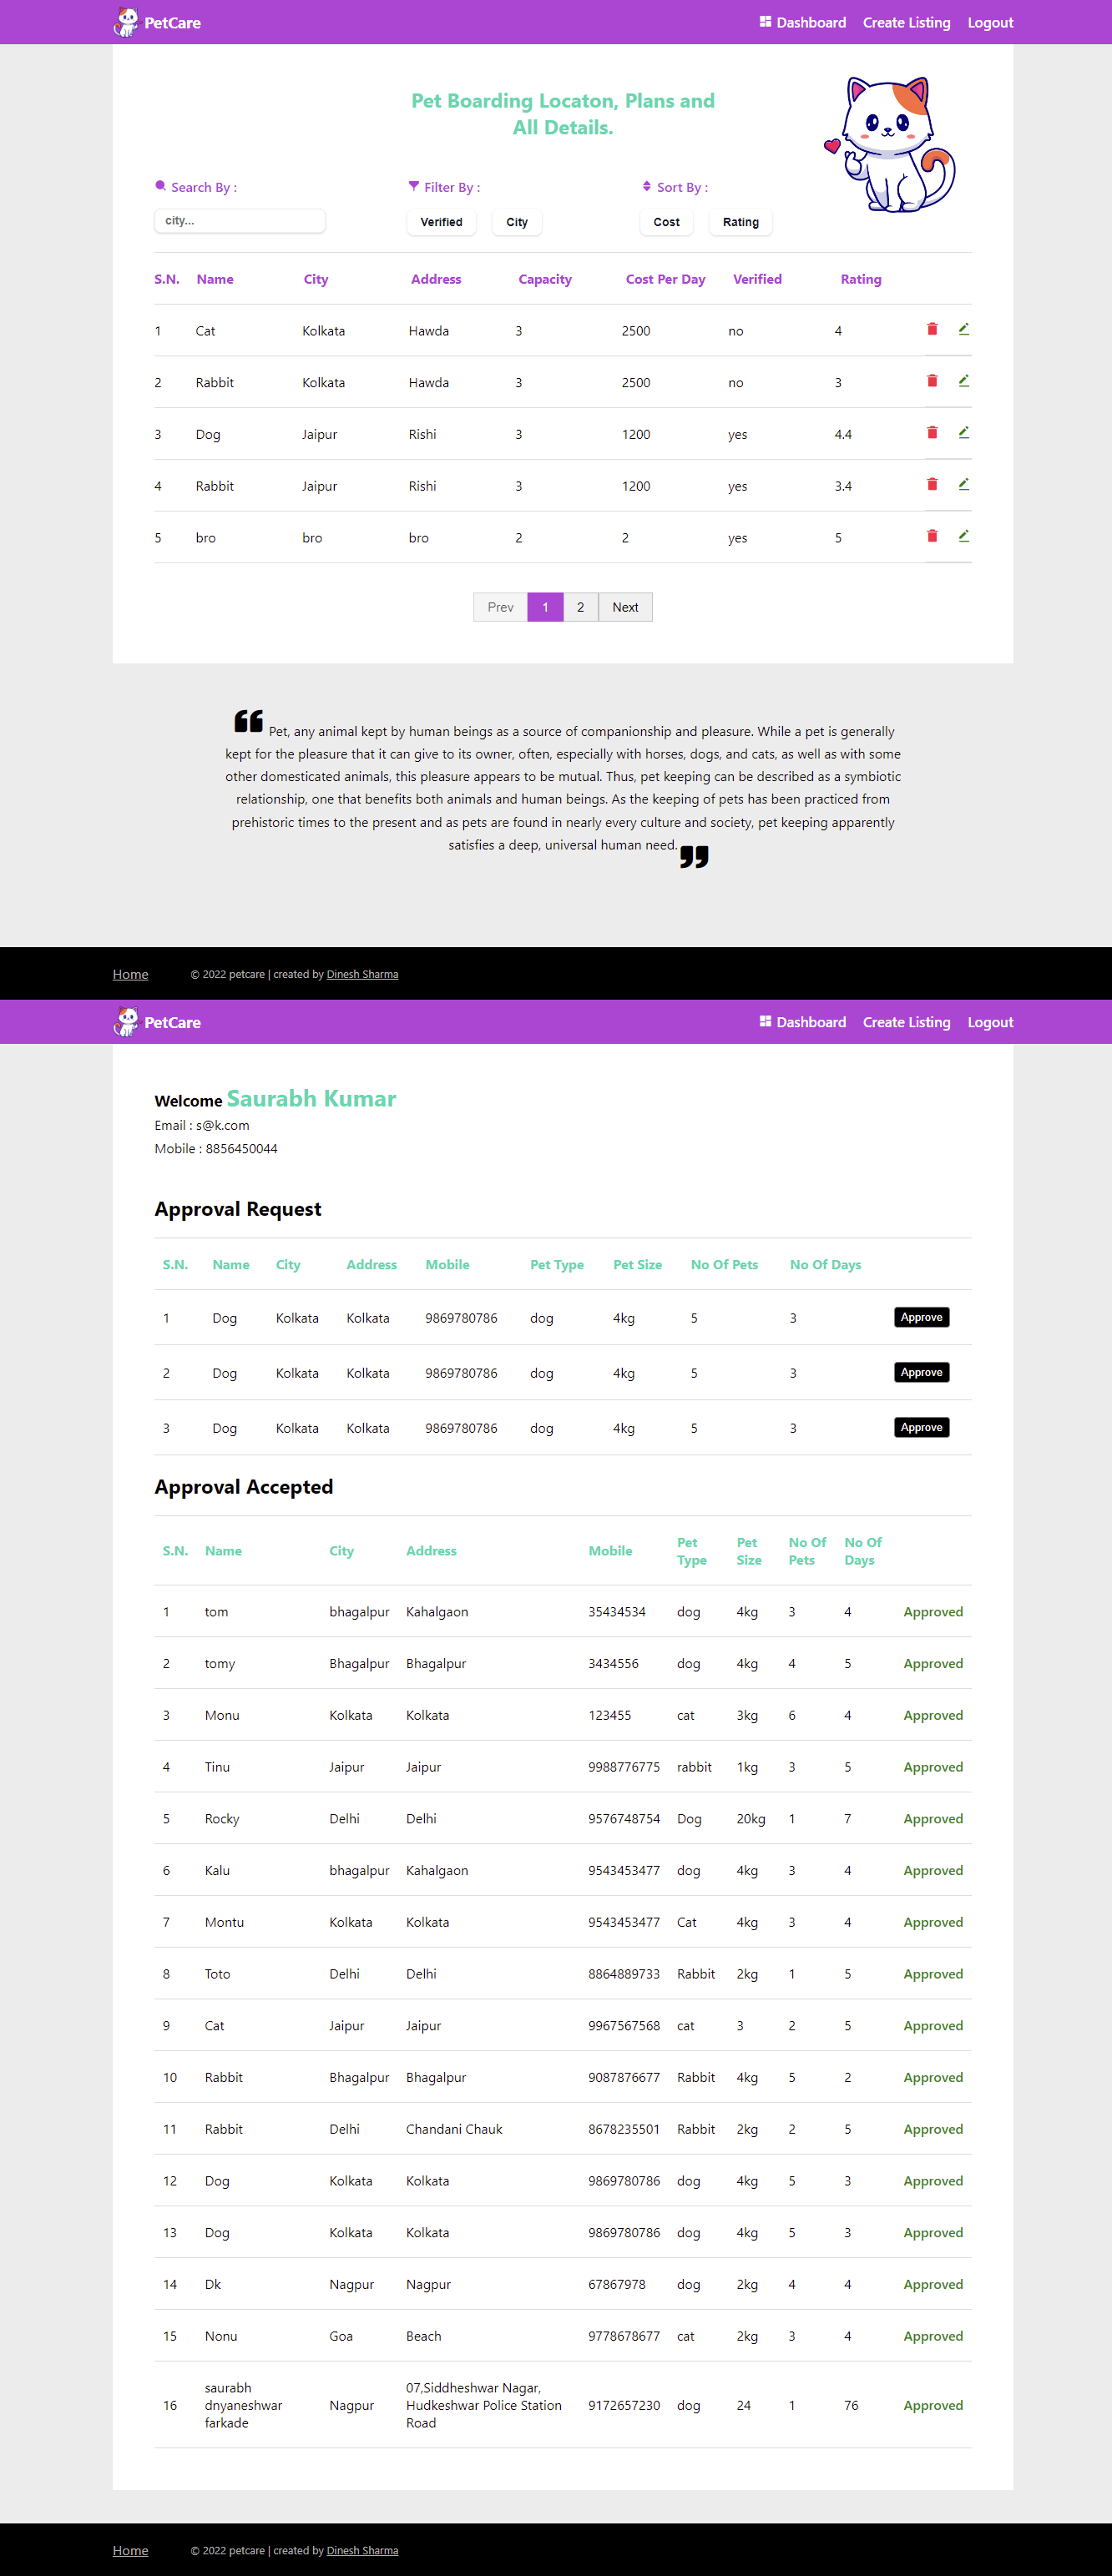 PetCare Dashboard Create Listing Logout
Pet Boarding Locaton, Plans and
All Details.
Search By : Filter By : Sort By :
city... Verified City Cost Rating
S.N. Name City Address Capacity Cost Per Day Verified Rating
1 Cat Kolkata Hawda 3 2500 no 4
2 Rabbit Kolkata Hawda 3 2500 no 3
3 Dog Jaipur Rishi 3 1200 yes 4.4
4 Rabbit Jaipur Rishi 3 1200 yes 3.4
5 bro bro bro 2 2 yes 5
Prev 1 2 Next
❝ Pet, any animal kept by human beings as a source of companionship and pleasure. While a pet is generally
kept for the pleasure that it can give to its owner, often, especially with horses, dogs, and cats, as well as with some
other domesticated animals, this pleasure appears to be mutual. Thus, pet keeping can be described as a symbiotic
relationship, one that benefits both animals and human beings. As the keeping of pets has been practiced from
prehistoric times to the present and as pets are found in nearly every culture and society, pet keeping apparently
satisfies a deep, universal human need. ❞
Home © 2022 petcare | created by Dinesh Sharma
PetCare Dashboard Create Listing Logout
Welcome Saurabh Kumar
Email : s@k.com
Mobile : 8856450044
Approval Request
S.N. Name City Address Mobile Pet Type Pet Size No Of Pets No Of Days
1 Dog Kolkata Kolkata 9869780786 dog 4kg 5 3 Approve
2 Dog Kolkata Kolkata 9869780786 dog 4kg 5 3 Approve
3 Dog Kolkata Kolkata 9869780786 dog 4kg 5 3 Approve
Approval Accepted
S.N. Name City Address Mobile Pet Type Pet Size No Of Pets No Of Days
1 tom bhagalpur Kahalgaon 35434534 dog 4kg 3 4 Approved
2 tomy Bhagalpur Bhagalpur 3434556 dog 4kg 4 5 Approved
3 Monu Kolkata Kolkata 123455 cat 3kg 6 4 Approved
4 Tinu Jaipur Jaipur 9988776775 rabbit 1kg 3 5 Approved
5 Rocky Delhi Delhi 9576748754 Dog 20kg 1 7 Approved
6 Kalu bhagalpur Kahalgaon 9543453477 dog 4kg 3 4 Approved
7 Montu Kolkata Kolkata 9543453477 Cat 4kg 3 4 Approved
8 Toto Delhi Delhi 8864889733 Rabbit 2kg 1 5 Approved
9 Cat Jaipur Jaipur 9967567568 cat 3 2 5 Approved
10 Rabbit Bhagalpur Bhagalpur 9087876677 Rabbit 4kg 5 2 Approved
11 Rabbit Delhi Chandani Chauk 8678235501 Rabbit 2kg 2 5 Approved
12 Dog Kolkata Kolkata 9869780786 dog 4kg 5 3 Approved
13 Dog Kolkata Kolkata 9869780786 dog 4kg 5 3 Approved
14 Dk Nagpur Nagpur 67867978 dog 2kg 4 4 Approved
15 Nonu Goa Beach 9778678677 cat 2kg 3 4 Approved
16 saurabh dnyaneshwar farkade Nagpur 07,Siddheshwar Nagar, Hudkeshwar Police Station Road 9172657230 dog 24 1 76 Approved
Home © 2022 petcare | created by Dinesh Sharma